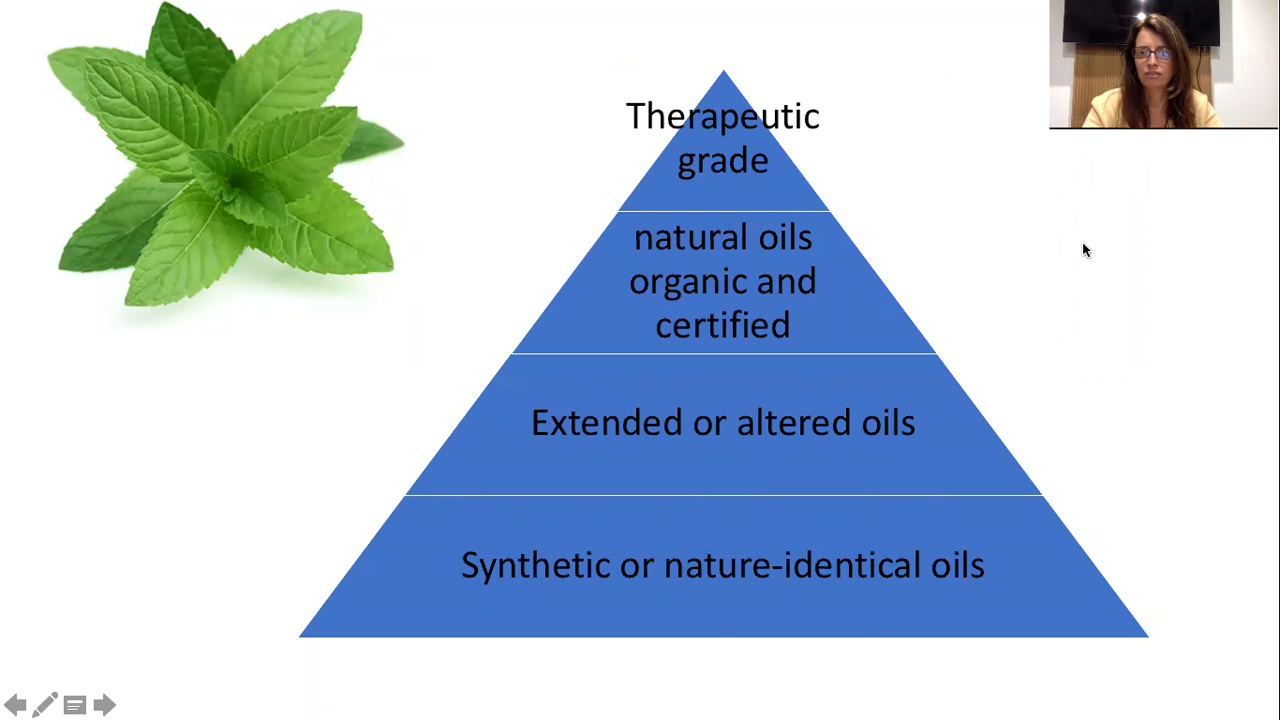 Therapeutic
grade
natural oils
organic and
certified
Extended or altered oils
Synthetic or nature-identical oils